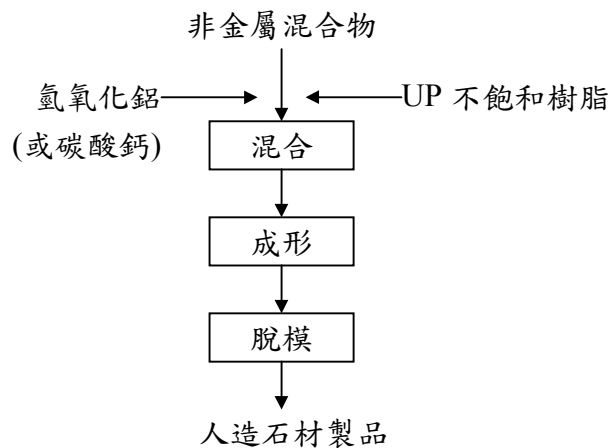 非金屬混合物
氫氧化鋁
UP 不飽和樹脂
(或碳酸鈣)
混合
成形
脫模
人造石材製品